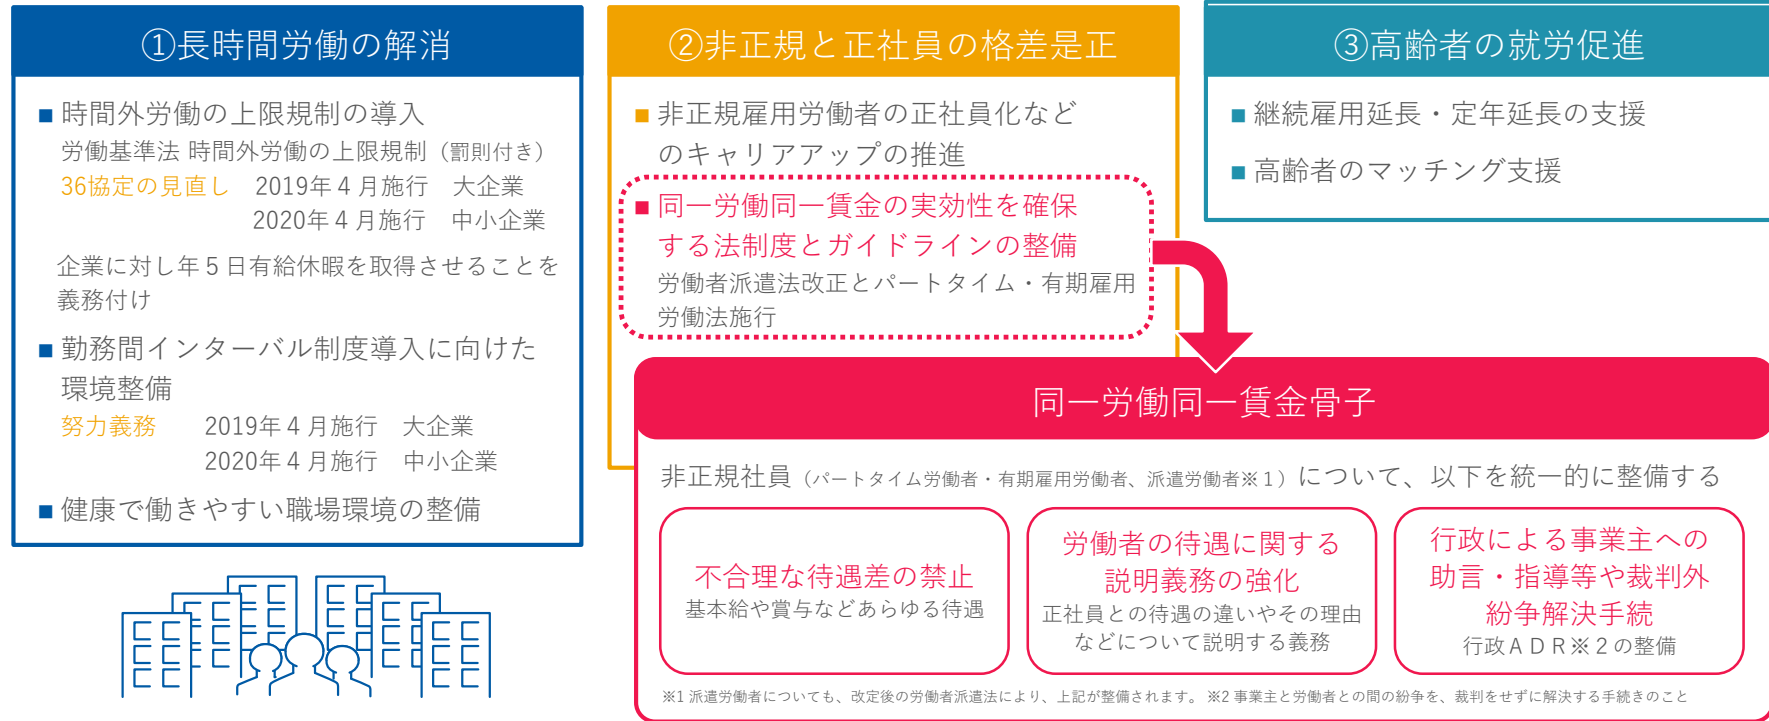 ①長時間労働の解消
■時間外労働の上限規制の導入
労働基準法 時間外労働の上限規制（罰則付き）
36協定の見直し　2019年４月施行　大企業
2020年４月施行　中小企業
企業に対し年５日有給休暇を取得させることを
義務付け
■勤務間インターバル制度導入に向けた
環境整備
努力義務　2019年４月施行　大企業
2020年４月施行　中小企業
■健康で働きやすい職場環境の整備
②非正規と正社員の格差是正
■非正規雇用労働者の正社員化など
のキャリアアップの推進
■同一労働同一賃金の実効性を確保
する法制度とガイドラインの整備
労働者派遣法改正とパートタイム・有期雇用
労働法施行
③高齢者の就労促進
■継続雇用延長・定年延長の支援
■高齢者のマッチング支援
同一労働同一賃金骨子
非正規社員（パートタイム労働者・有期雇用労働者、派遣労働者※１）について、以下を統一的に整備する
不合理な待遇差の禁止
基本給や賞与などあらゆる待遇
労働者の待遇に関する
説明義務の強化
正社員との待遇の違いやその理由
などについて説明する義務
行政による事業主への
助言・指導等や裁判外
紛争解決手続
行政ＡＤＲ※２の整備
※1 派遣労働者についても、改定後の労働者派遣法により、上記が整備されます。 ※2 事業主と労働者との間の紛争を、裁判をせずに解決する手続きのこと